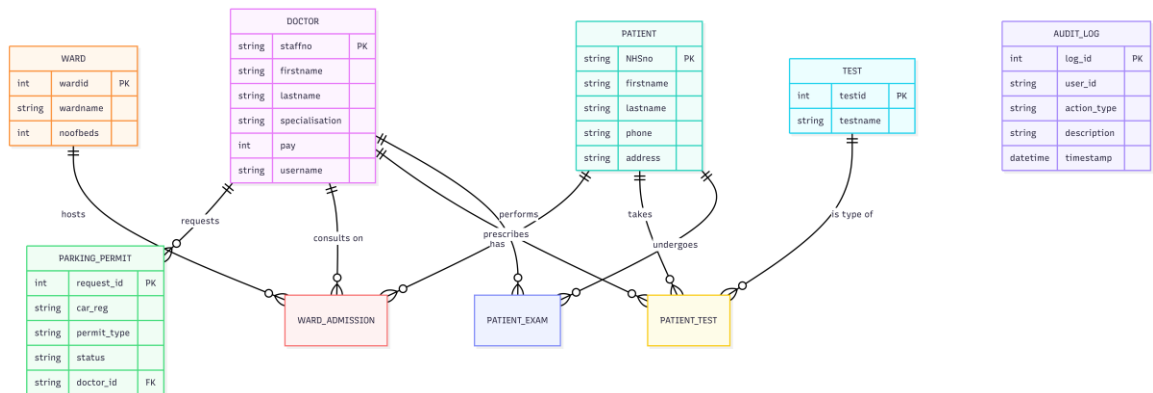 WARD
int wardid PK
string wardname
int noofbeds
DOCTOR
string staffno PK
string firstname
string lastname
string specialisation
int pay
string username
PATIENT
string NHSno PK
string firstname
string lastname
string phone
string address
TEST
int testid PK
string testname
AUDIT_LOG
int log_id PK
string user_id
string action_type
string description
datetime timestamp
hosts
requests
consults on
performs
prescribes
has
takes
undergoes
is type of
PARKING_PERMIT
int request_id PK
string car_reg
string permit_type
string status
string doctor_id FK
WARD_ADMISSION
PATIENT_EXAM
PATIENT_TEST